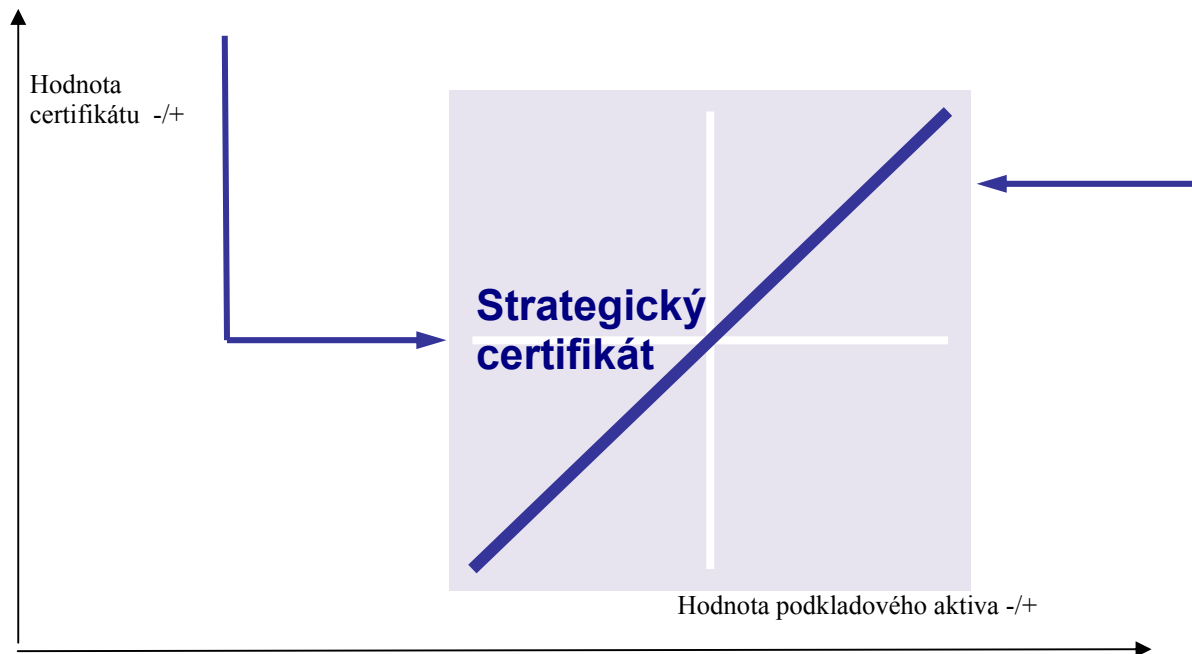 Hodnota
certifikátu -/+
Strategický
certifikát
Hodnota podkladového aktiva -/+